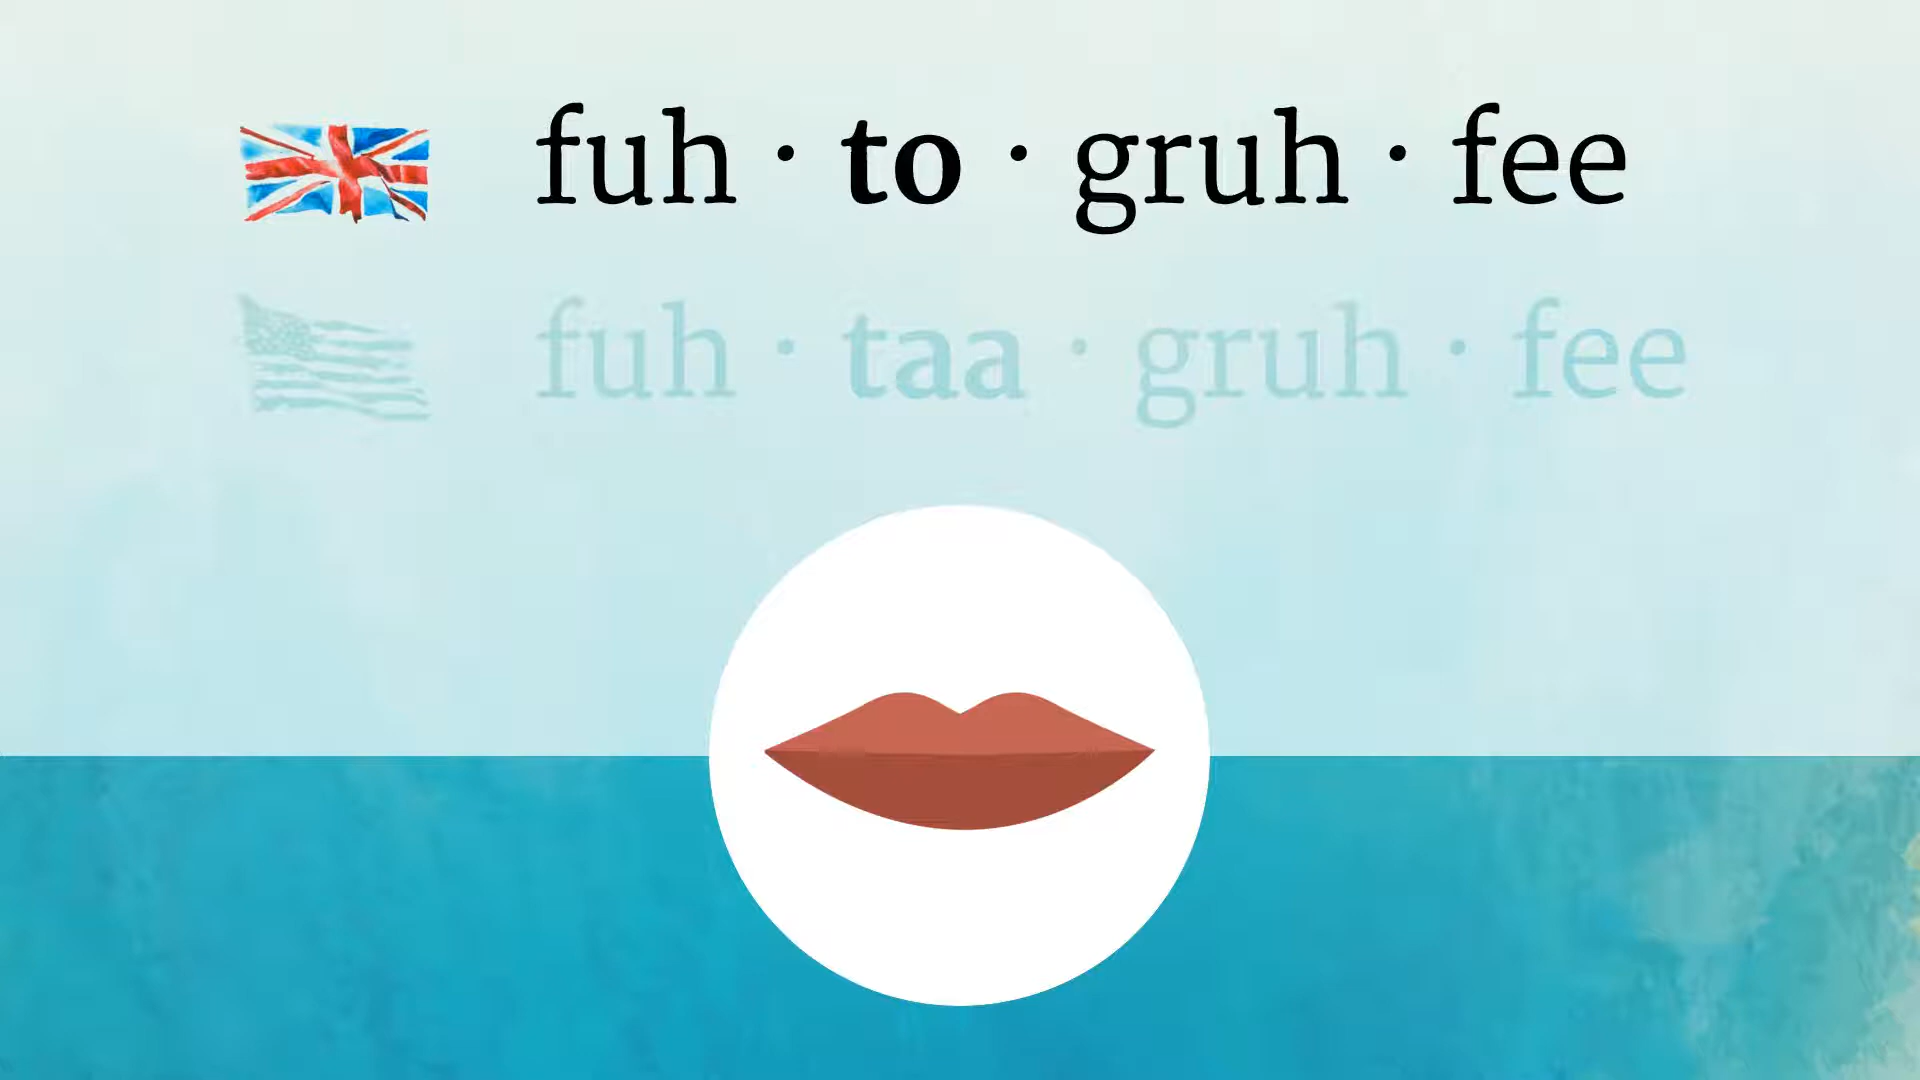 fuh · to · gruh · fee
fuh · taa · gruh · fee